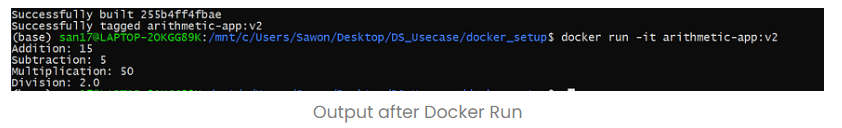 Successfully built 255b4ff4fbae
Successfully tagged arithmetic-app:v2
(base) san17@LAPTOP-2OKGG89K:/mnt/c/Users/Sawon/Desktop/DS_Usecase/docker_setup$ docker run -it arithmetic-app:v2
Addition: 15
Subtraction: 5
Multiplication: 50
Division: 2.0
Output after Docker Run